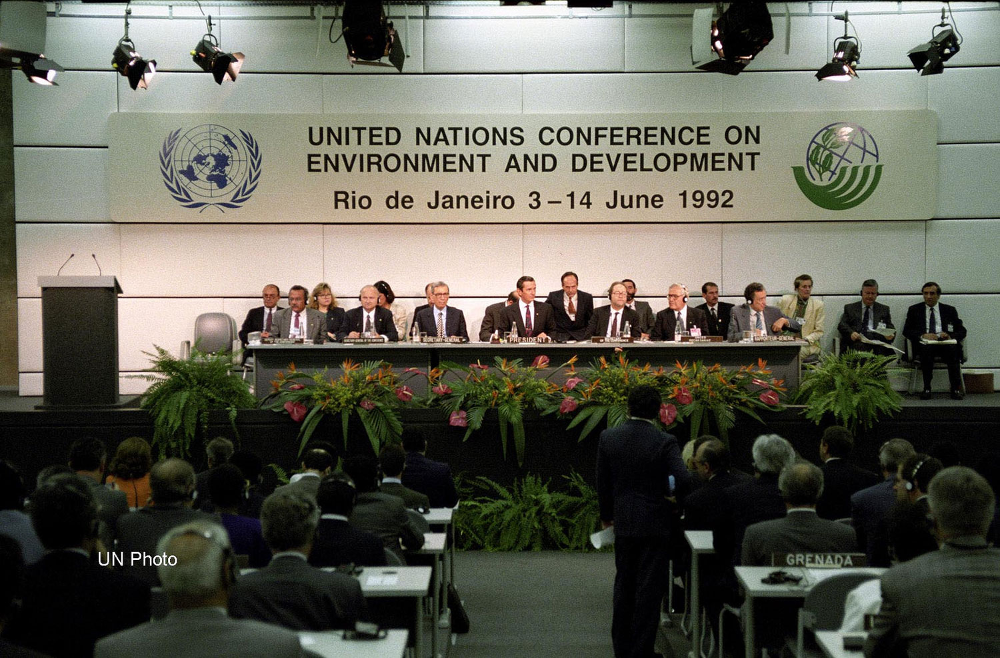 UNITED NATIONS CONFERENCE ON
ENVIRONMENT AND DEVELOPMENT
Rio de Janeiro 3 – 14 June 1992
SECRETARY-GENERAL
PRESIDENT
RAPPORTEUR-GENERAL
UN Photo
GRENADA